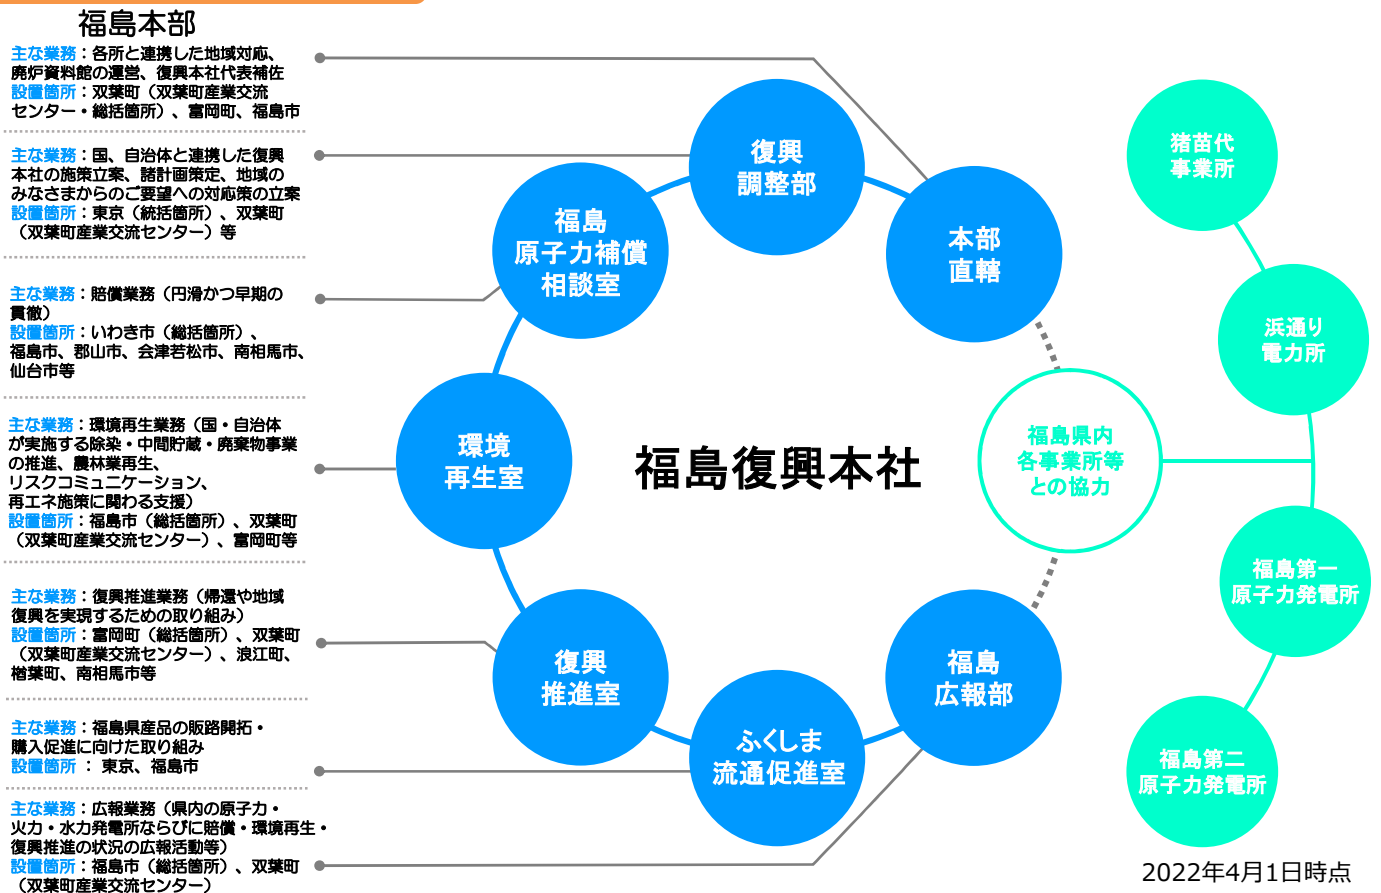 福島本部
主な業務：各所と連携した地域対応、
廃炉資料館の運営、復興本社代表補佐
設置箇所：双葉町（双葉町産業交流
センター・総括箇所）、富岡町、福島市
主な業務：国、自治体と連携した復興
本社の施策立案、諸計画策定、地域の
みなさまからのご要望への対応策の立案
設置箇所：東京（統括箇所）、双葉町
（双葉町産業交流センター）等
主な業務：賠償業務（円滑かつ早期の
貫徹）
設置箇所：いわき市（総括箇所）、
福島市、郡山市、会津若松市、南相馬市、
仙台市等
主な業務：環境再生業務（国・自治体
が実施する除染・中間貯蔵・廃棄物事業
の推進、農林業再生、
リスクコミュニケーション、
再エネ施策に関わる支援）
設置箇所：福島市（総括箇所）、双葉町
（双葉町産業交流センター）、富岡町等
主な業務：復興推進業務（帰還や地域
復興を実現するための取り組み）
設置箇所：富岡町（総括箇所）、双葉町
（双葉町産業交流センター）、浪江町、
楢葉町、南相馬市等
主な業務：福島県産品の販路開拓・
購入促進に向けた取り組み
設置箇所 ： 東京、福島市
主な業務：広報業務（県内の原子力・
火力・水力発電所ならびに賠償・環境再生・
復興推進の状況の広報活動等）
設置箇所：福島市（総括箇所）、双葉町
（双葉町産業交流センター）
復興
調整部
福島
原子力補償
相談室
本部
直轄
環境
再生室
福島復興本社
福島県内
各事業所等
との協力
復興
推進室
ふくしま
流通促進室
福島
広報部
猪苗代
事業所
浜通り
電力所
福島第一
原子力発電所
福島第二
原子力発電所
2022年4月1日時点